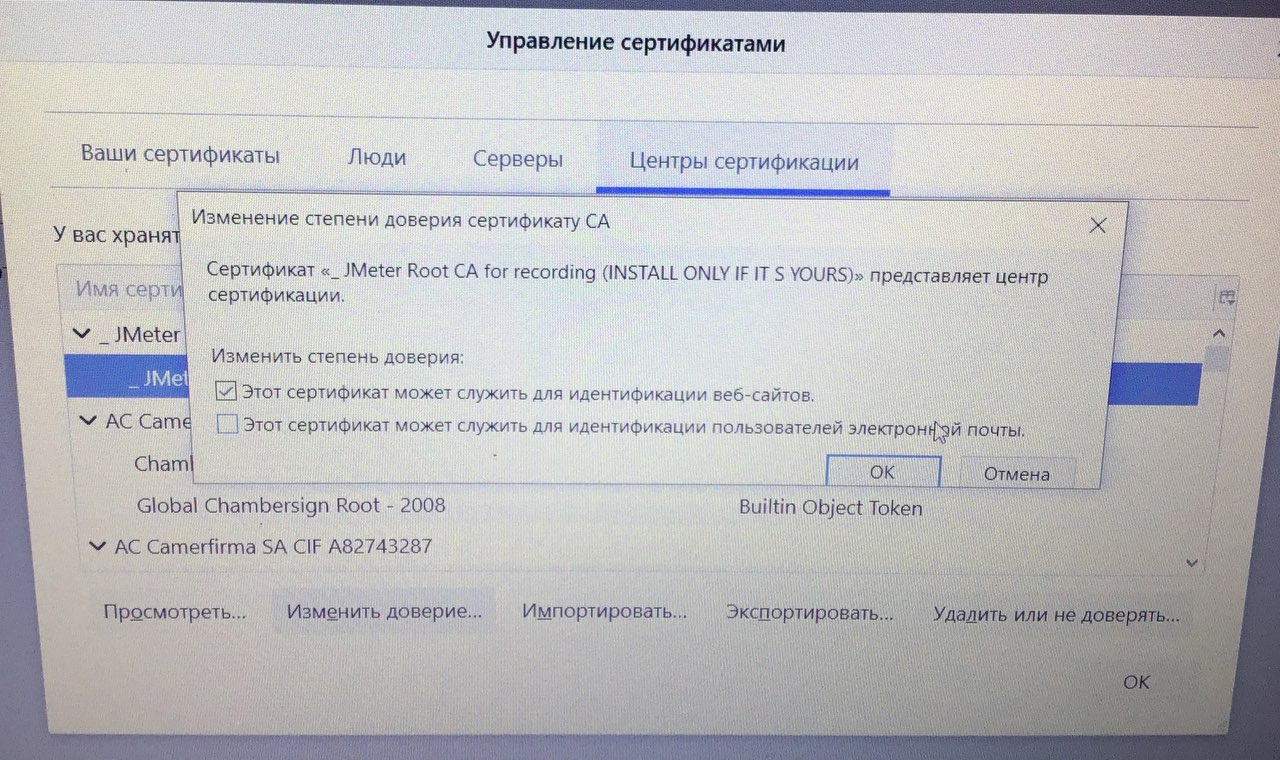 Управление сертификатами
Ваши сертификаты Люди Серверы Центры сертификации
Изменение степени доверия сертификату CA
У вас хранят
Сертификат «_ JMeter Root CA for recording (INSTALL ONLY IF IT S YOURS)» представляет центр
сертификации.
Имя серти
_ JMeter
Изменить степень доверия:
_ JMet
Этот сертификат может служить для идентификации веб-сайтов.
AC Came
Этот сертификат может служить для идентификации пользователей электронной почты.
Chaml
OK Отмена
Global Chambersign Root - 2008 Builtin Object Token
AC Camerfirma SA CIF A82743287
Просмотреть... Изменить доверие... Импортировать... Экспортировать... Удалить или не доверять...
OK